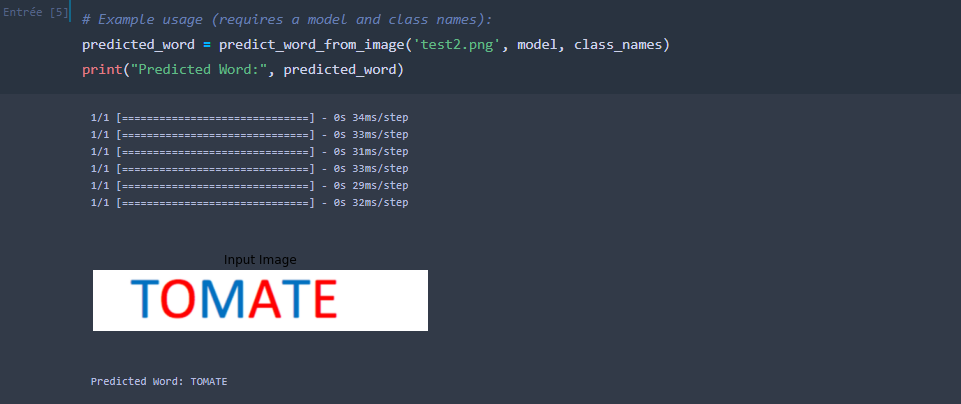 Entrée [5]
# Example usage (requires a model and class names):
predicted_word = predict_word_from_image('test2.png', model, class_names)
print("Predicted Word:", predicted_word)
1/1 [==============================] - 0s 34ms/step
1/1 [==============================] - 0s 33ms/step
1/1 [==============================] - 0s 31ms/step
1/1 [==============================] - 0s 33ms/step
1/1 [==============================] - 0s 29ms/step
1/1 [==============================] - 0s 32ms/step
Input Image
TOMATE
Predicted Word: TOMATE